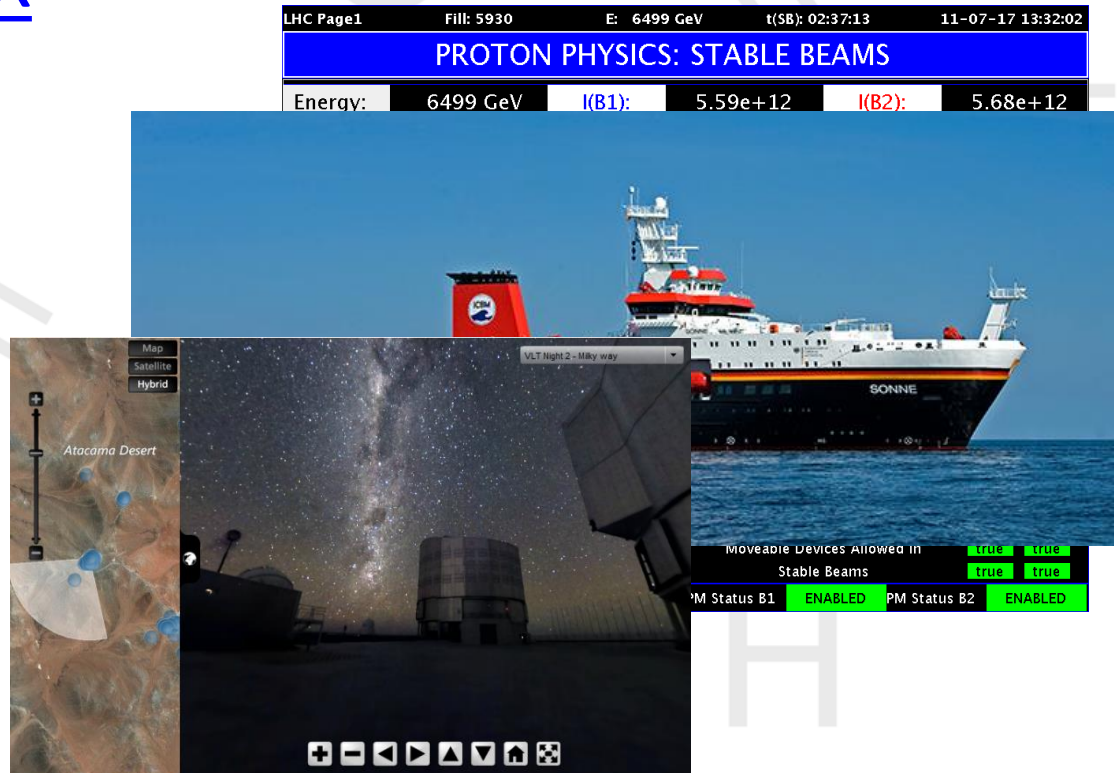 LHC Page1 Fill: 5930 E: 6499 GeV t(SB): 02:37:13 11-07-17 13:32:02
PROTON PHYSICS: STABLE BEAMS
Energy: 6499 GeV I(B1): 5.59e+12 I(B2): 5.68e+12
ICBM
SONNE
Map
Satellite
Hybrid
VLT Night 2 - Milky way
Atacama Desert
Moveable Devices Allowed In true true
Stable Beams true true
PM Status B1 ENABLED PM Status B2 ENABLED
H